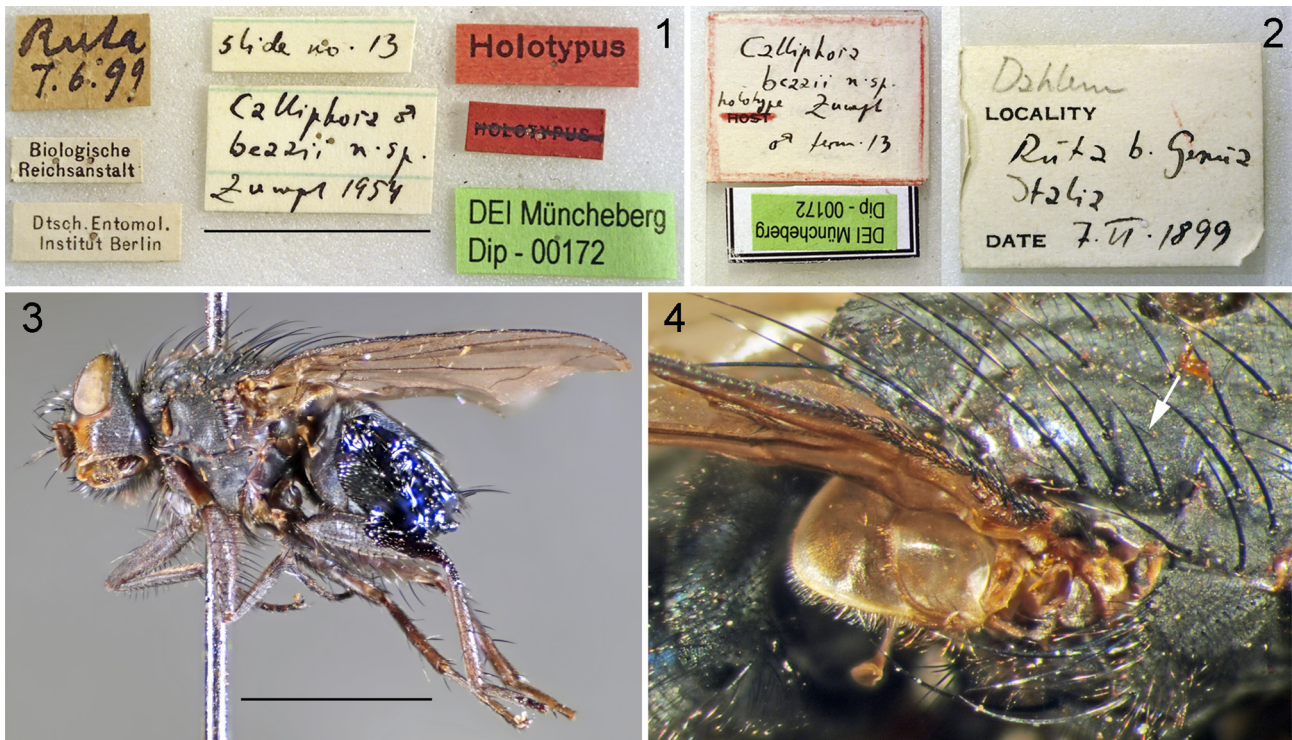 1
Ruta
7.6.99
Biologische
Reichsanstalt
Dtsch. Entomol.
Institut Berlin
slide no. 13
Calliphora ♂
bezzii n. sp.
Zumpt 1954
Holotypus
HOLOTYPUS
DEI Müncheberg
Dip - 00172
2
Calliphora
bezzii n. sp.
holotype Zumpt
HOST
♂ term. 13
DEI Müncheberg
Dip - 00172
Dahlem
LOCALITY
Ruta b. Genua
Italia
DATE 7.VI.1899
3
4